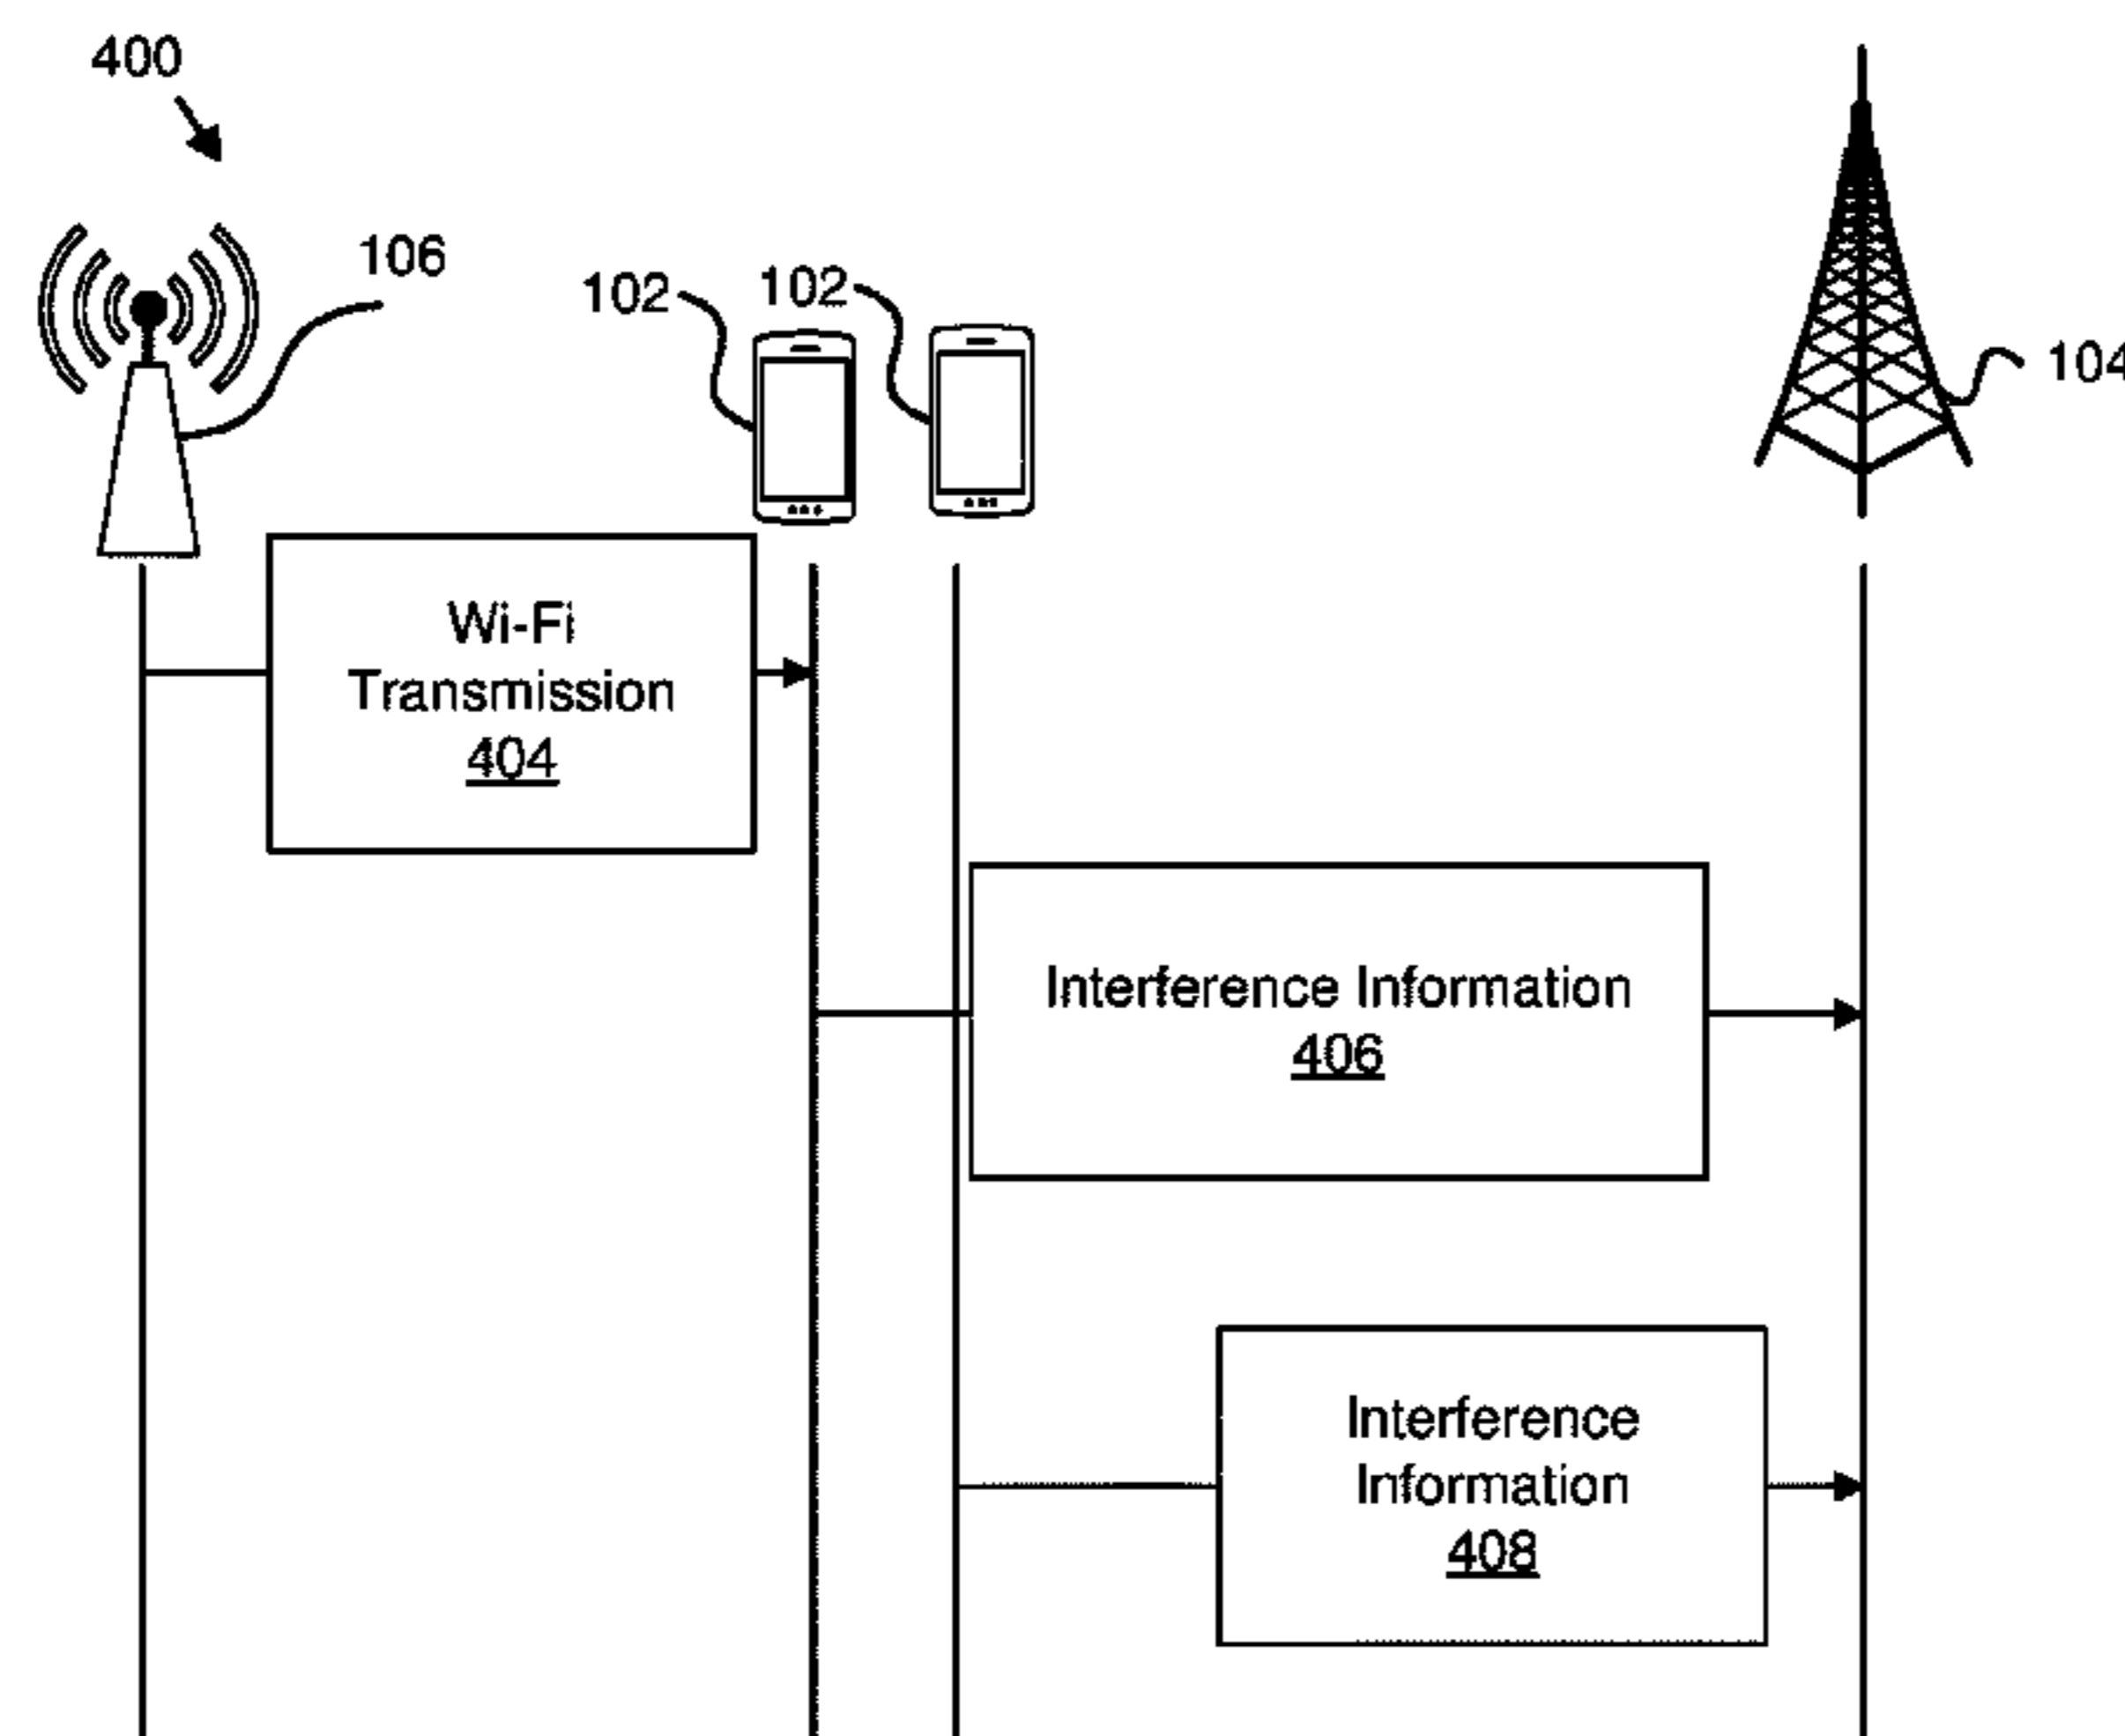 400
106
102
102
104
Wi-Fi
Transmission
404
Interference Information
406
Interference
Information
408